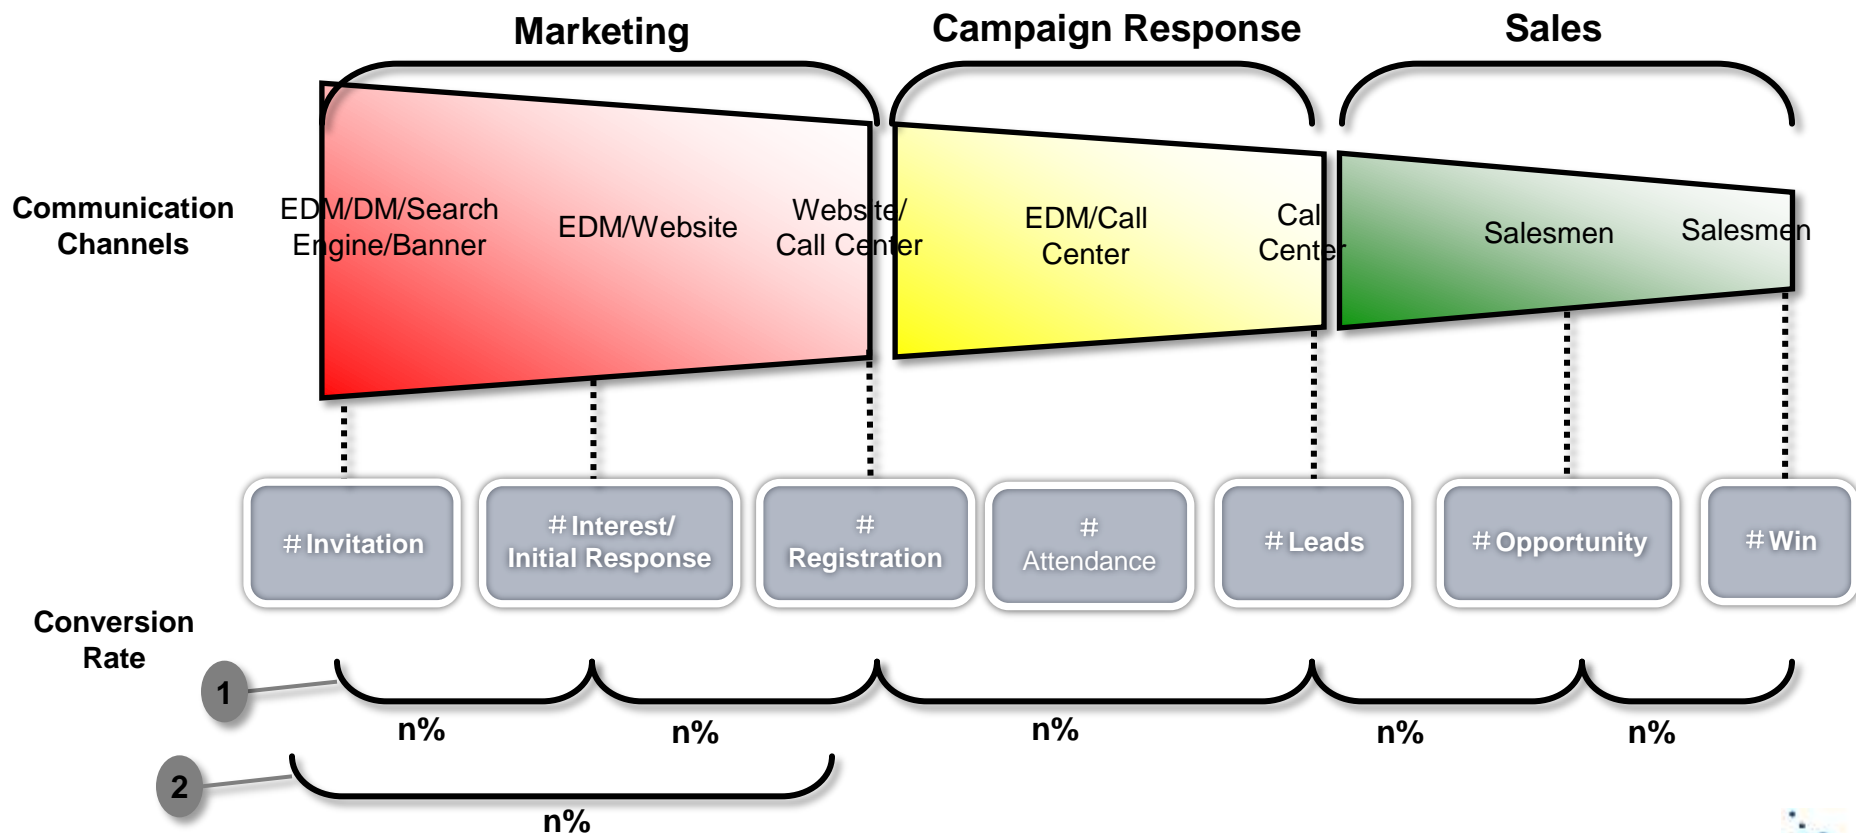 Marketing
Campaign Response
Sales
Communication
Channels
EDM/DM/Search
Engine/Banner
EDM/Website
Website/
Call Center
EDM/Call
Center
Call
Center
Salesmen
Salesmen
#Invitation
#Interest/
Initial Response
#
Registration
#
Attendance
#Leads
#Opportunity
#Win
Conversion
Rate
1
n%
n%
n%
n%
n%
2
n%